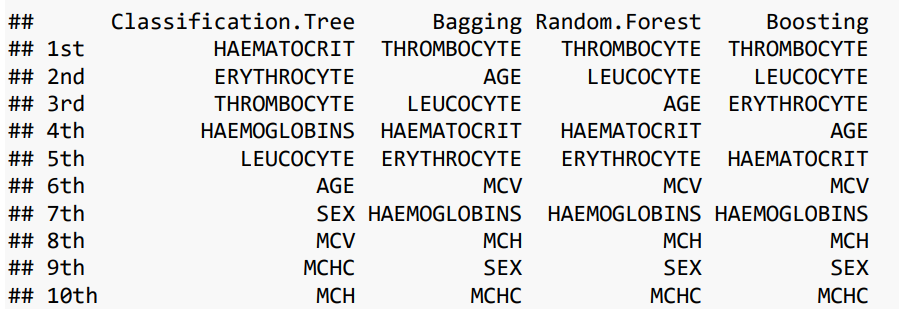 ##      Classification.Tree      Bagging Random.Forest     Boosting
## 1st          HAEMATOCRIT  THROMBOCYTE   THROMBOCYTE  THROMBOCYTE
## 2nd          ERYTHROCYTE          AGE     LEUCOCYTE    LEUCOCYTE
## 3rd          THROMBOCYTE    LEUCOCYTE           AGE  ERYTHROCYTE
## 4th         HAEMOGLOBINS  HAEMATOCRIT   HAEMATOCRIT          AGE
## 5th            LEUCOCYTE  ERYTHROCYTE   ERYTHROCYTE  HAEMATOCRIT
## 6th                  AGE          MCV           MCV          MCV
## 7th                  SEX HAEMOGLOBINS  HAEMOGLOBINS HAEMOGLOBINS
## 8th                  MCV          MCH           MCH          MCH
## 9th                 MCHC          SEX           SEX          SEX
## 10th                 MCH         MCHC          MCHC         MCHC